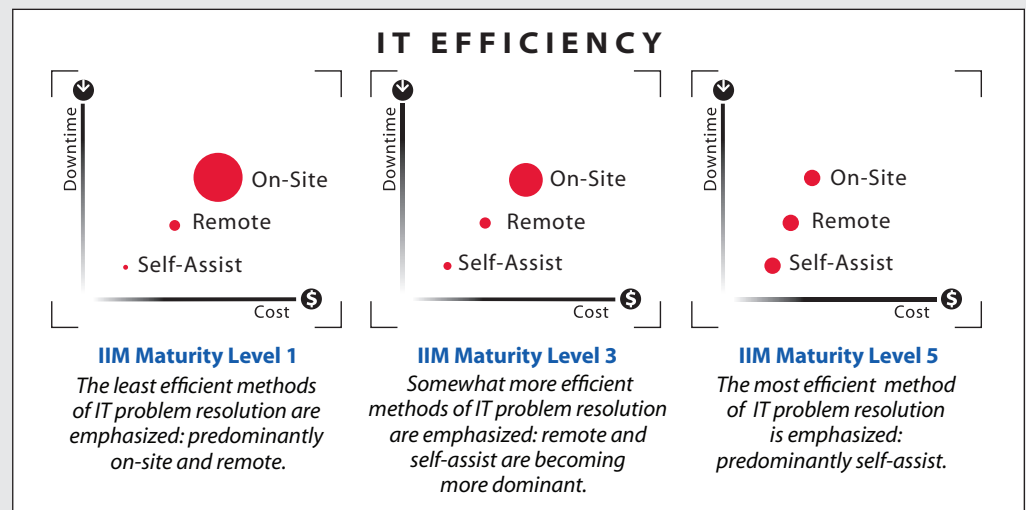 IT EFFICIENCY
Downtime
On-Site
Remote
Self-Assist
Cost
$
IIM Maturity Level 1
The least efficient methods
of IT problem resolution are
emphasized: predominantly
on-site and remote.
Downtime
On-Site
Remote
Self-Assist
Cost
$
IIM Maturity Level 3
Somewhat more efficient
methods of IT problem resolution
are emphasized: remote and
self-assist are becoming
more dominant.
Downtime
On-Site
Remote
Self-Assist
Cost
$
IIM Maturity Level 5
The most efficient method
of IT problem resolution
is emphasized:
predominantly self-assist.